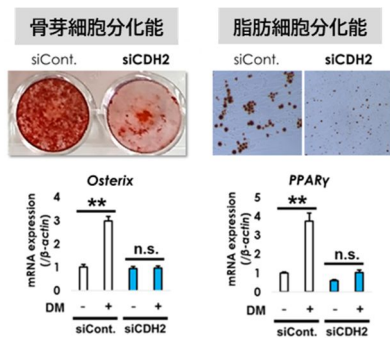 骨芽細胞分化能
siCont.
siCDH2
Osterix
mRNA expression
(/β-actin)
4
3
2
1
0
**
n.s.
DM
-
+
-
+
siCont.
siCDH2
脂肪細胞分化能
siCont.
siCDH2
PPARγ
mRNA expression
(/β-actin)
5
4
3
2
1
0
**
n.s.
DM
-
+
-
+
siCont.
siCDH2